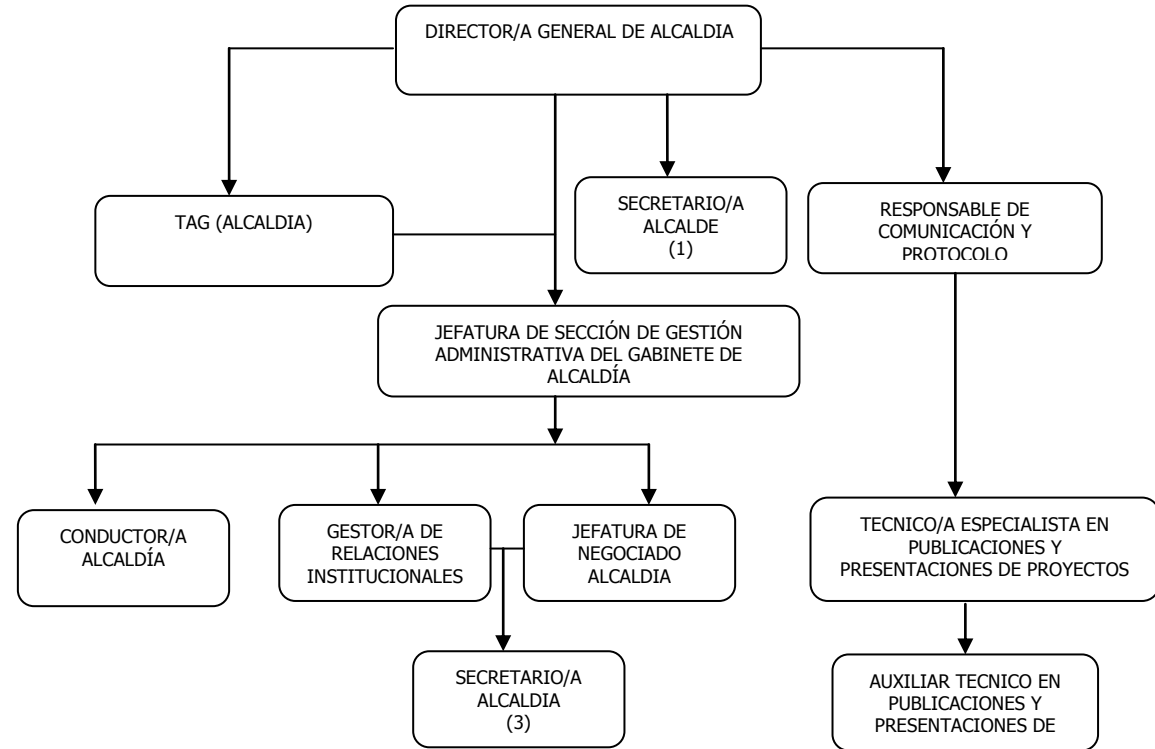 DIRECTOR/A GENERAL DE ALCALDIA
TAG (ALCALDIA)
SECRETARIO/A
ALCALDE
(1)
RESPONSABLE DE
COMUNICACIÓN Y
PROTOCOLO
JEFATURA DE SECCIÓN DE GESTIÓN
ADMINISTRATIVA DEL GABINETE DE
ALCALDÍA
CONDUCTOR/A
ALCALDÍA
GESTOR/A DE
RELACIONES
INSTITUCIONALES
JEFATURA DE
NEGOCIADO
ALCALDIA
TECNICO/A ESPECIALISTA EN
PUBLICACIONES Y
PRESENTACIONES DE PROYECTOS
SECRETARIO/A
ALCALDIA
(3)
AUXILIAR TECNICO EN
PUBLICACIONES Y
PRESENTACIONES DE